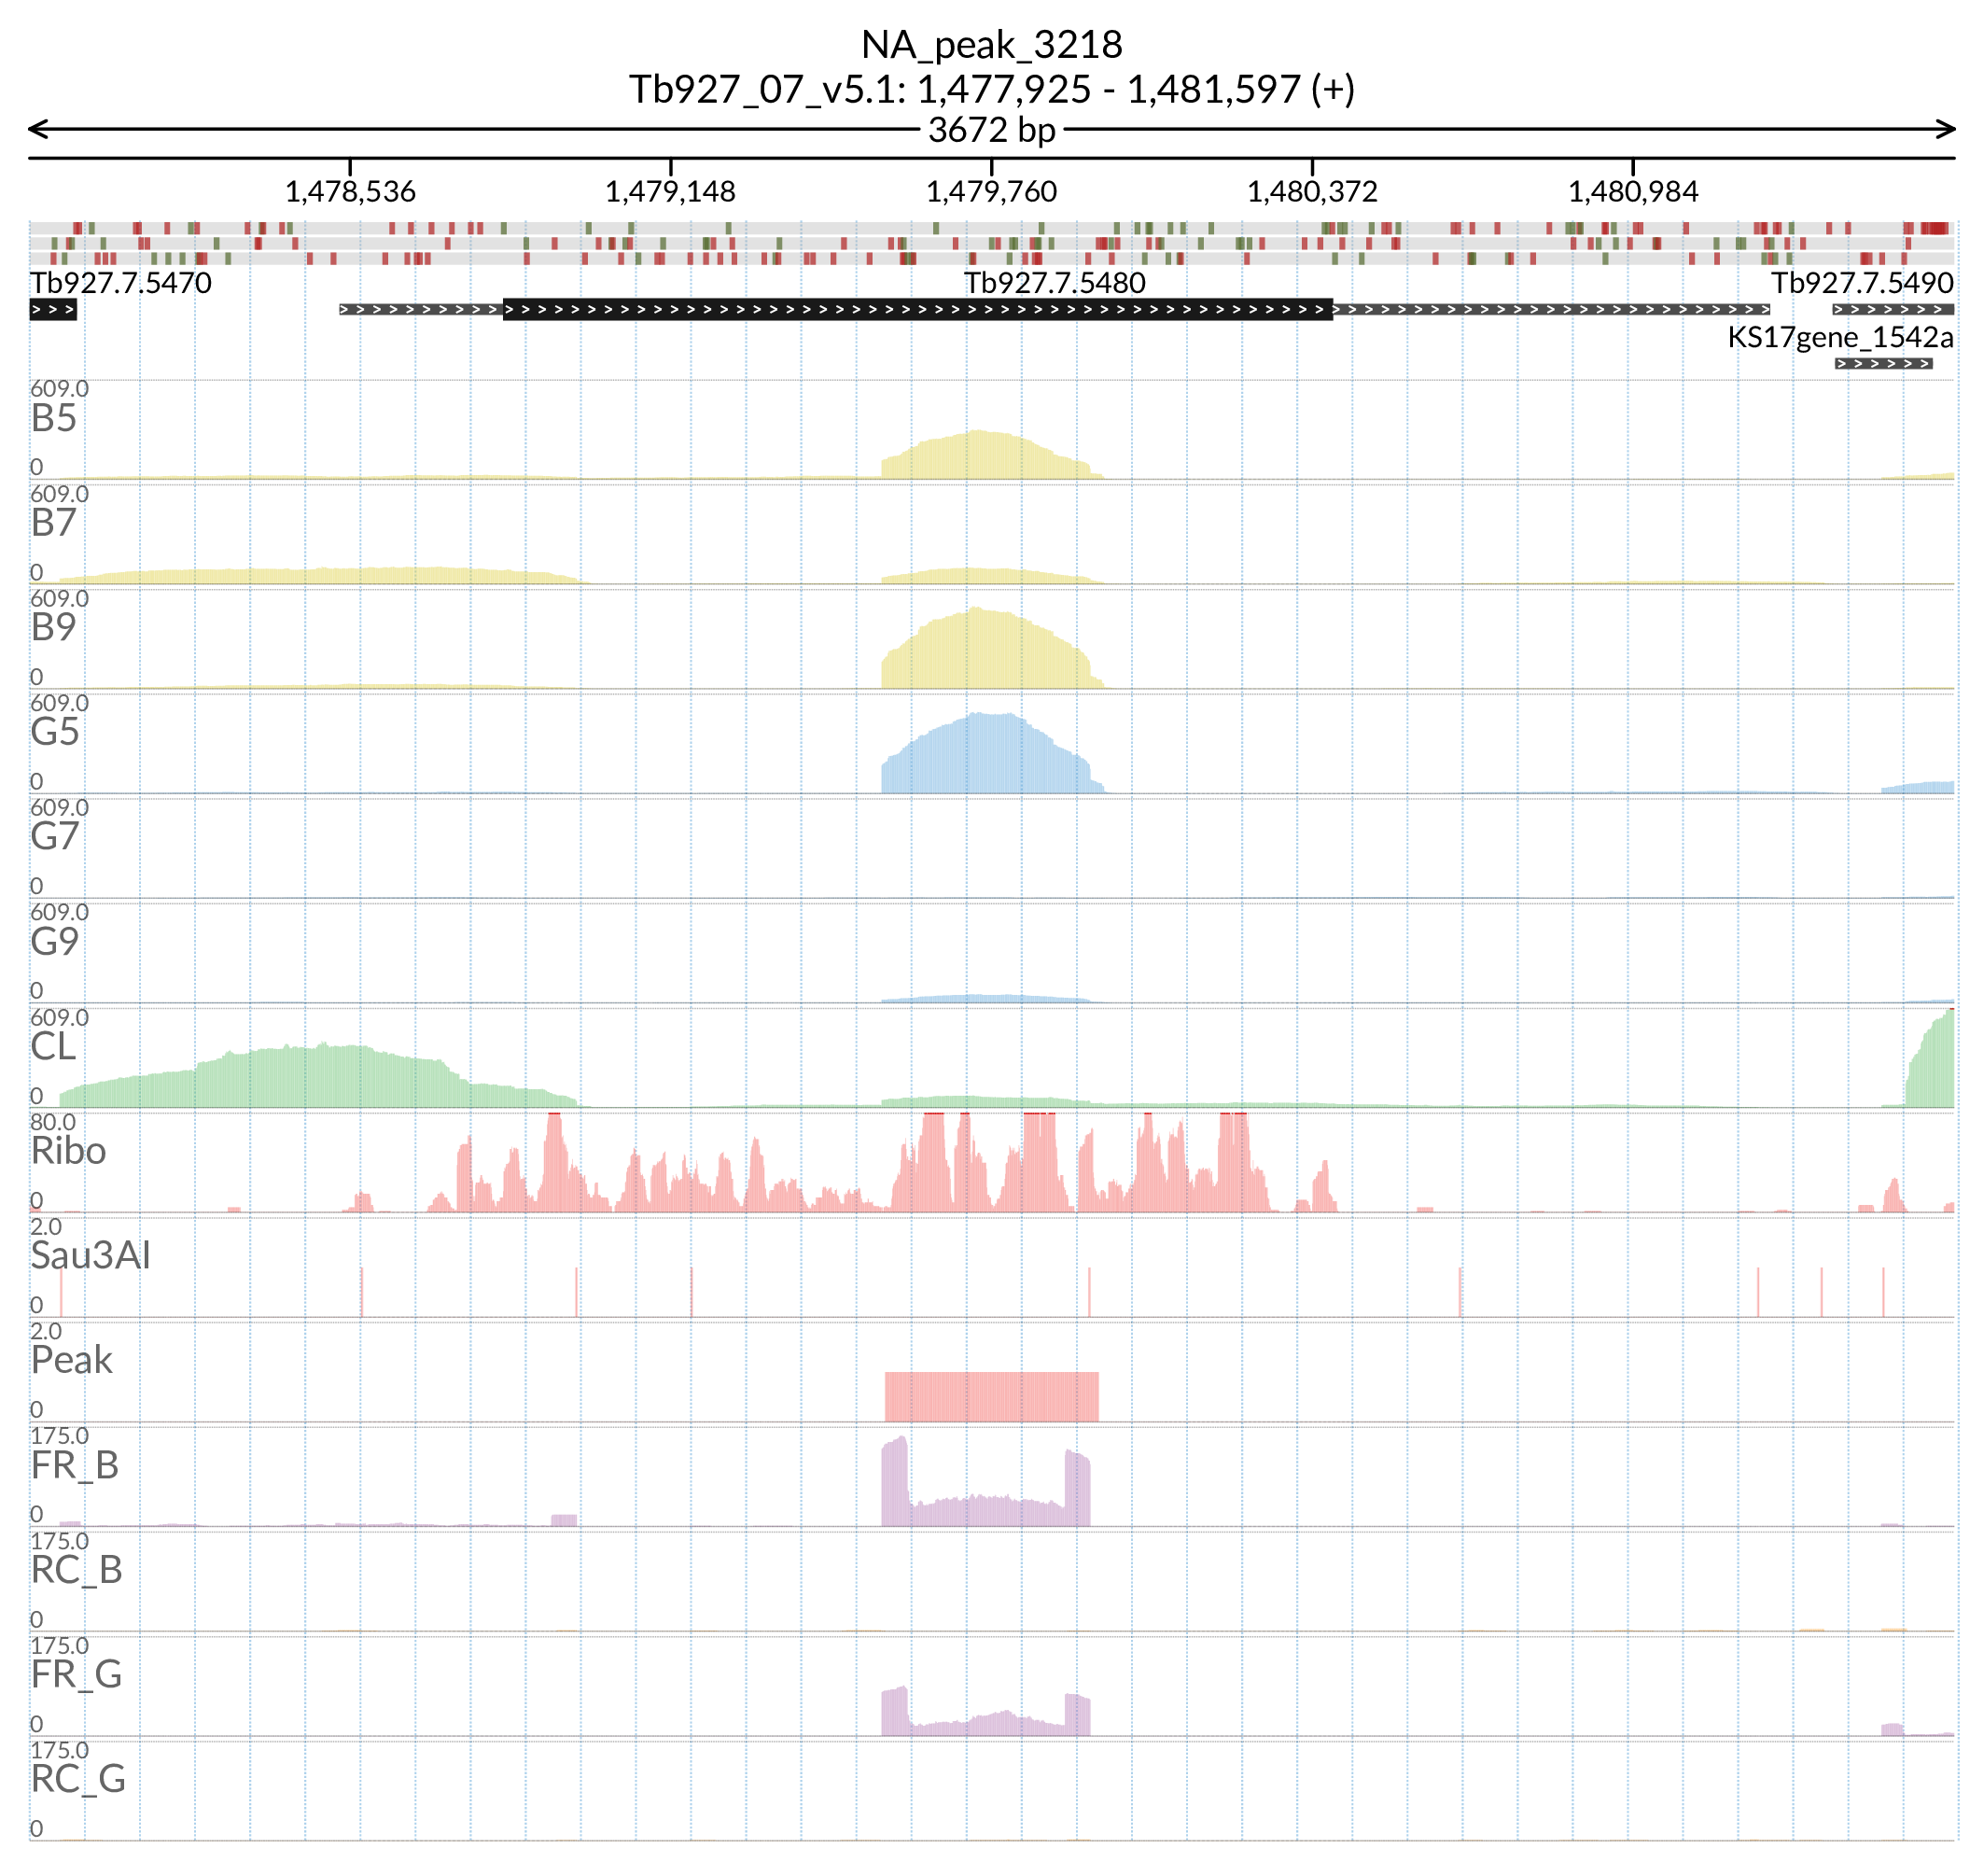 NA_peak_3218
Tb927_07_v5.1: 1,477,925 - 1,481,597 (+)
3672 bp
1,478,536 1,479,148 1,479,760 1,480,372 1,480,984
Tb927.7.5470 Tb927.7.5480 Tb927.7.5490
KS17gene_1542a
609.0
B5
0
609.0
B7
0
609.0
B9
0
609.0
G5
0
609.0
G7
0
609.0
G9
0
609.0
CL
0
80.0
Ribo
0
2.0
Sau3AI
0
2.0
Peak
0
175.0
FR_B
0
175.0
RC_B
0
175.0
FR_G
0
175.0
RC_G
0